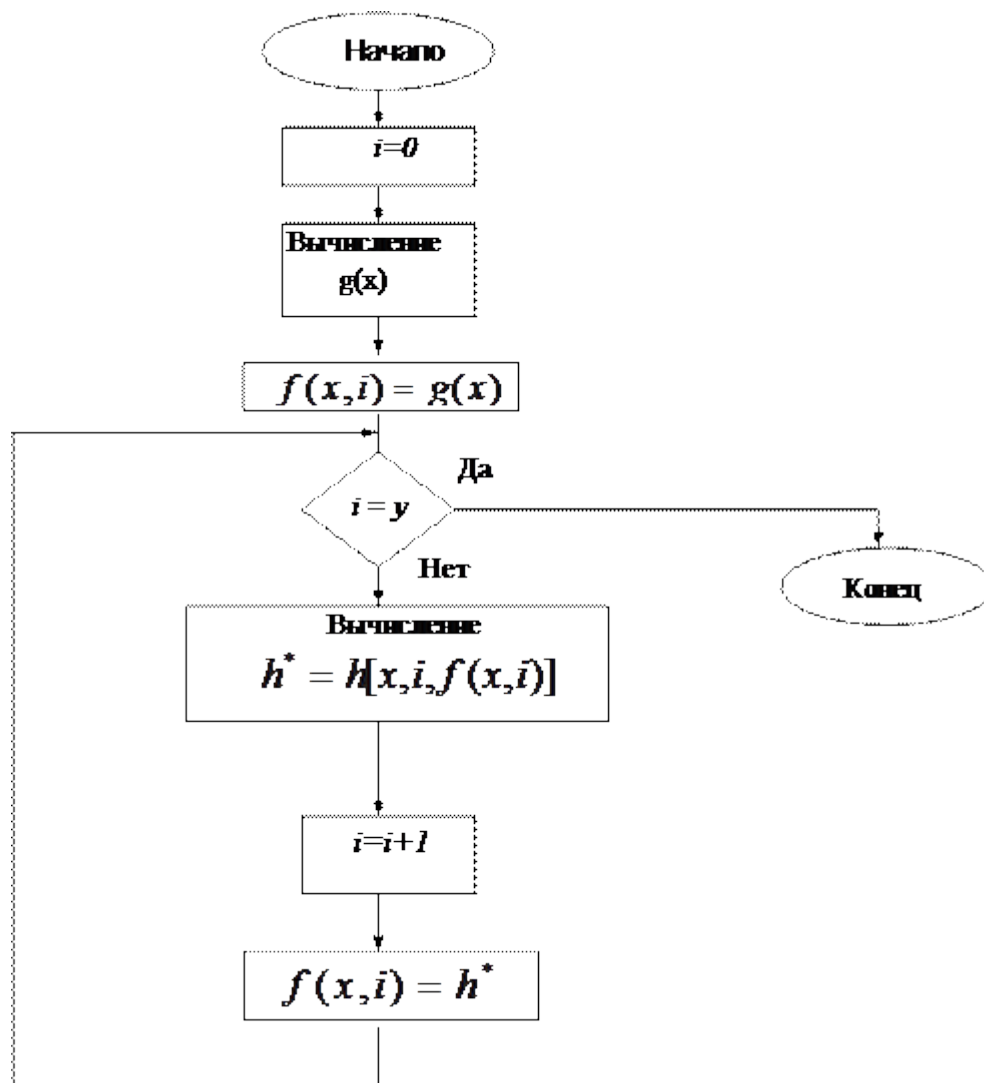 Начало
i=0
Вычисление
g(x)
f(x,i) = g(x)
Да
i = y
Нет
Конец
Вычисление
h* = h[x,i,f(x,i)]
i=i+1
f(x,i) = h*